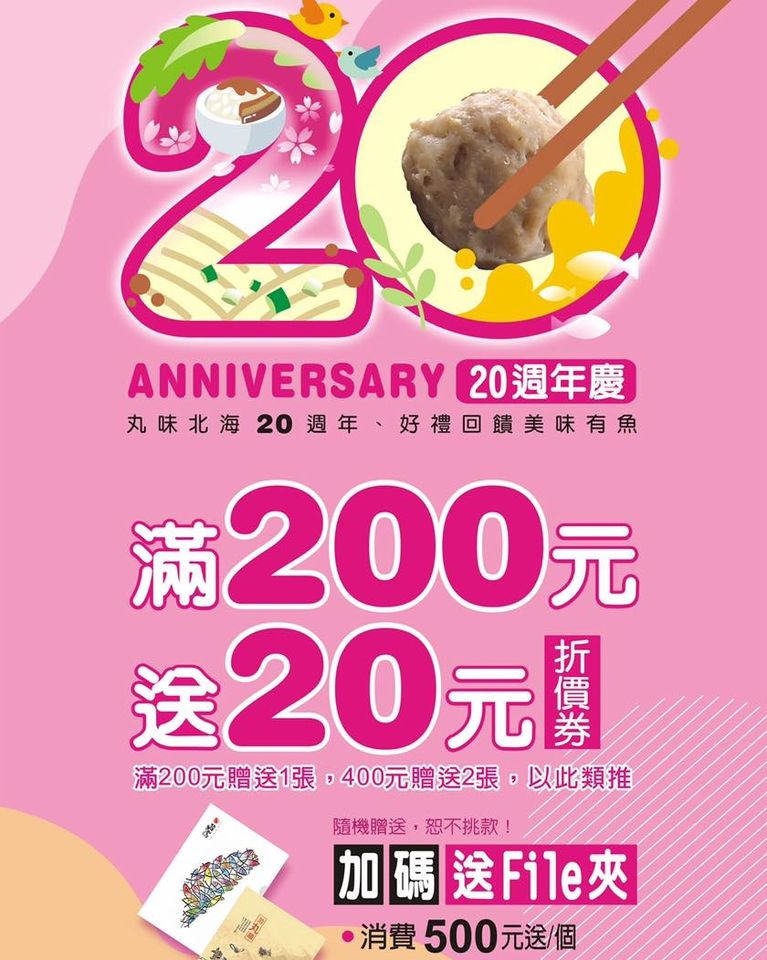 20
ANNIVERSARY 20週年慶
丸味北海 20 週年、好禮回饋美味有魚
滿200元
送20元 折價券
滿200元贈送1張，400元贈送2張，以此類推
隨機贈送，恕不挑款！
加碼 送File夾
•消費500元送/個